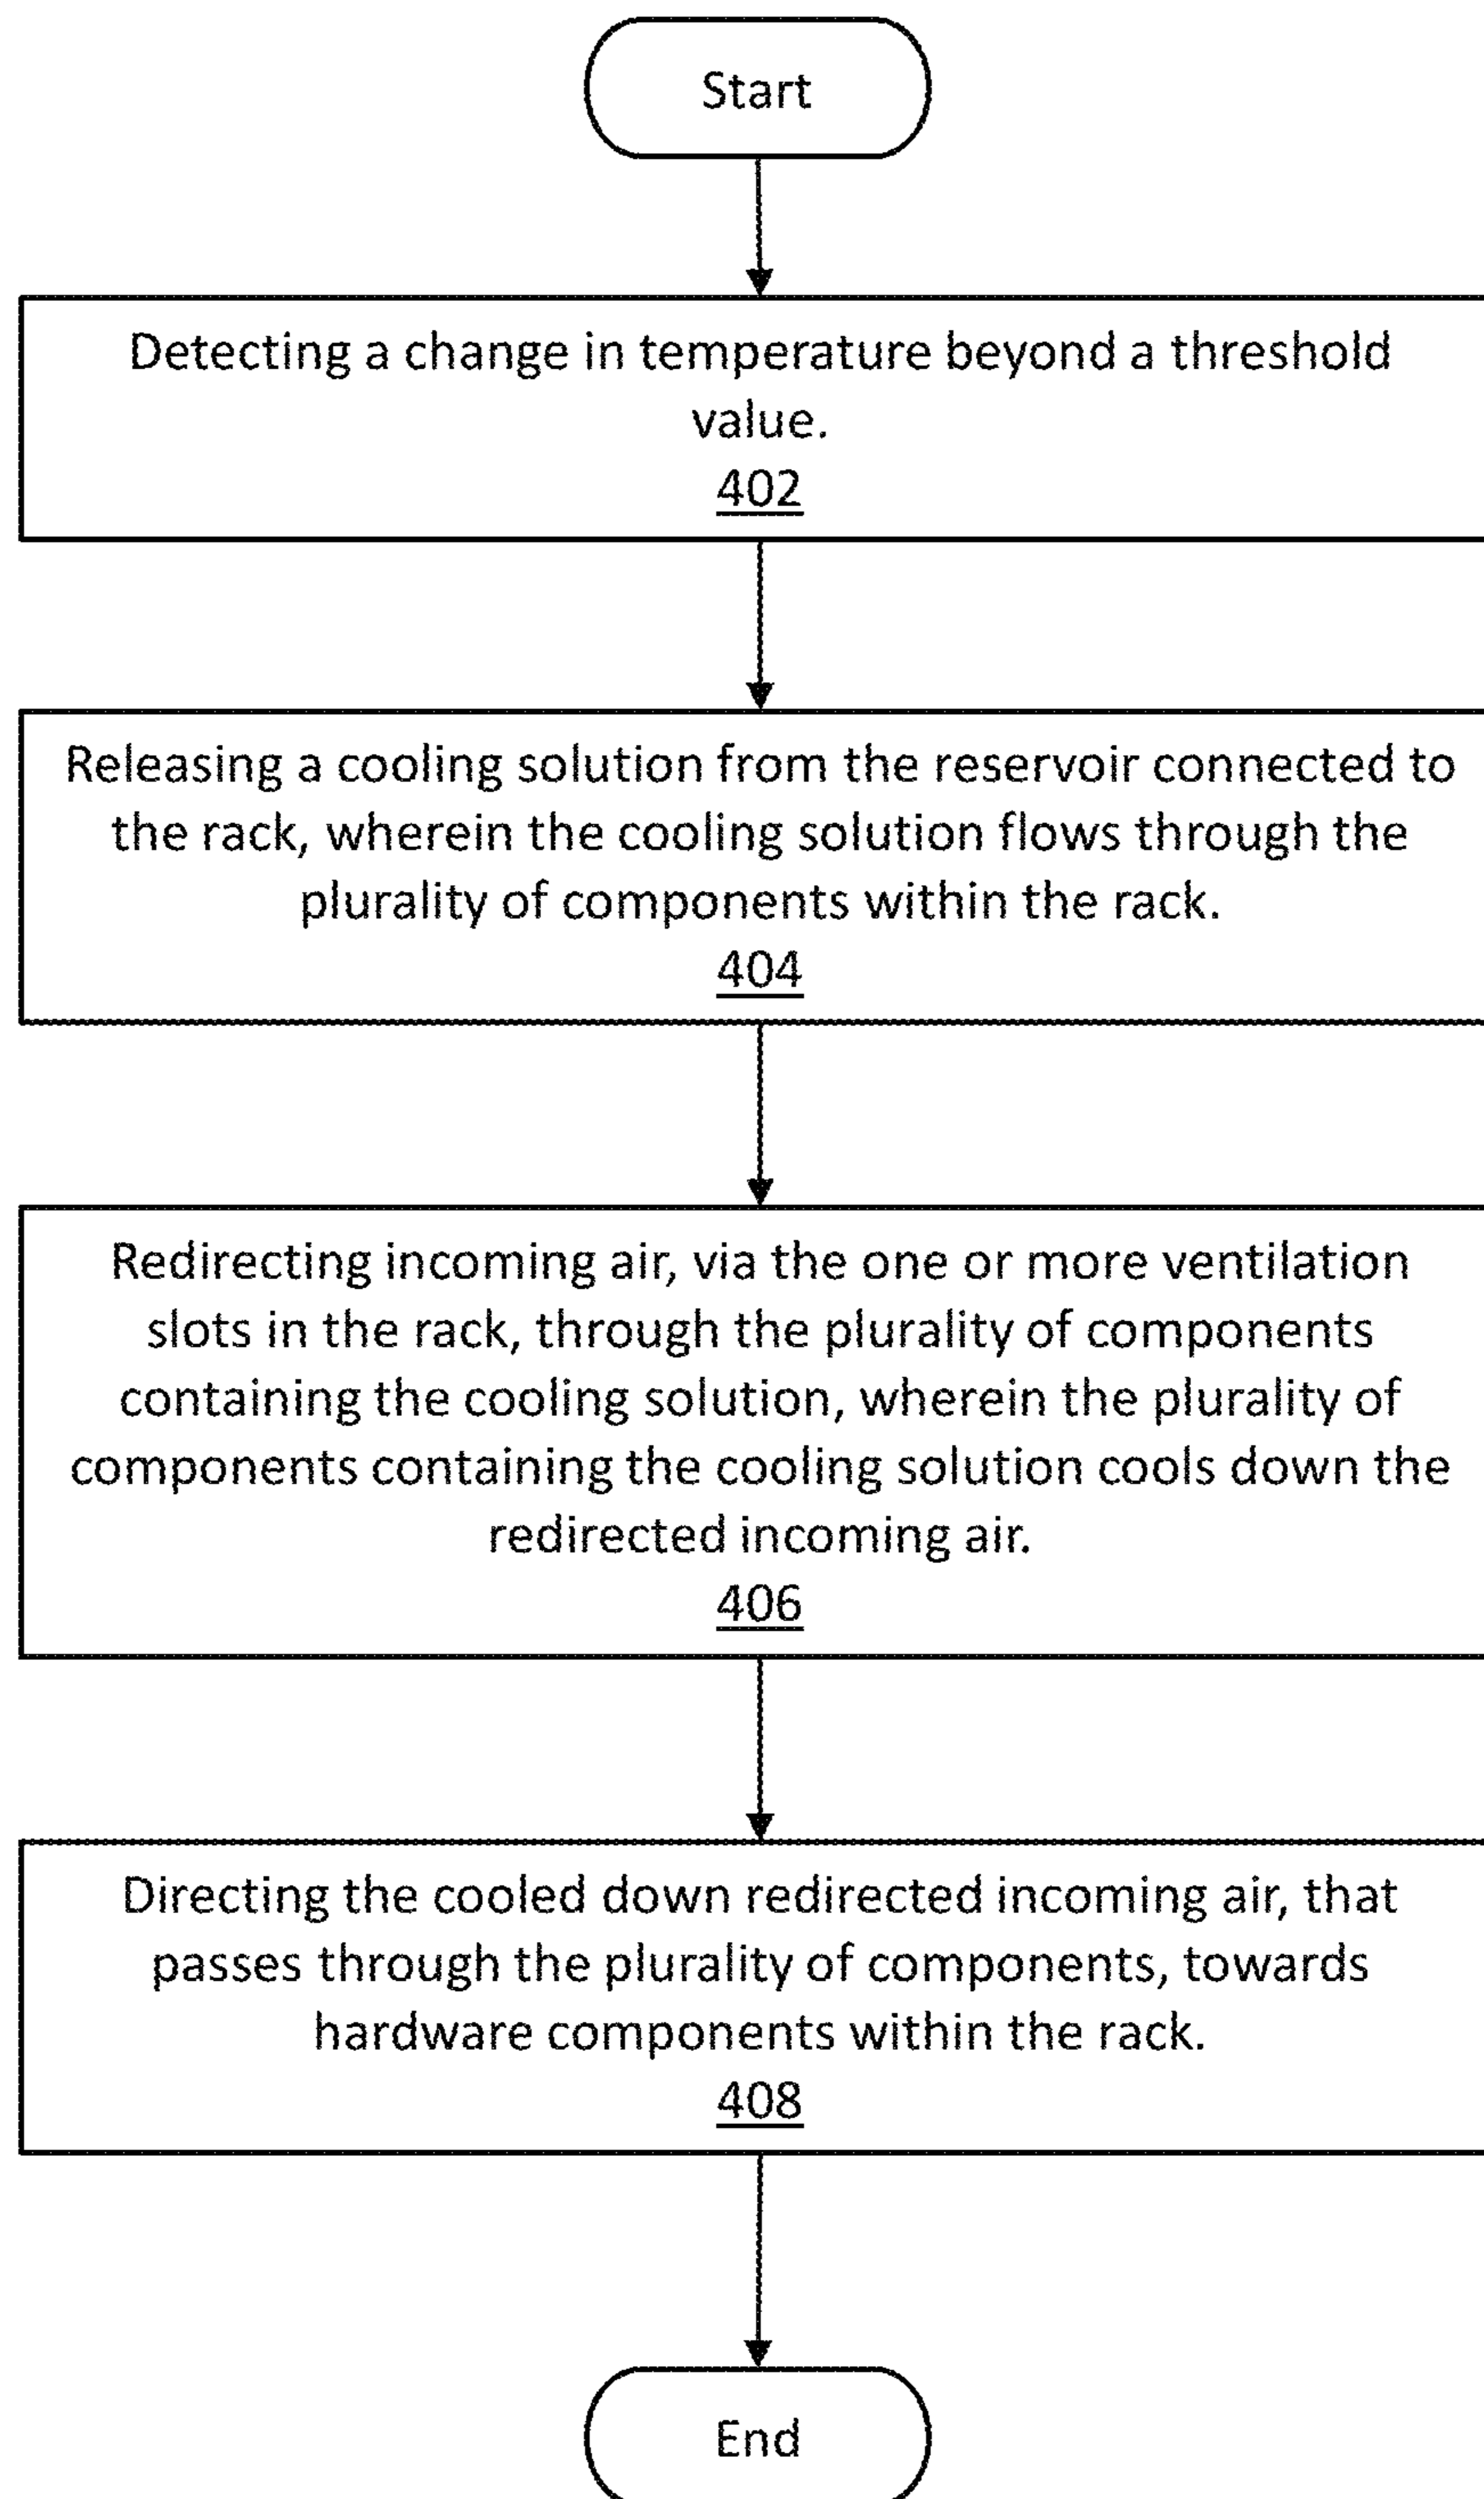 Start
Detecting a change in temperature beyond a threshold
value.
402
Releasing a cooling solution from the reservoir connected to
the rack, wherein the cooling solution flows through the
plurality of components within the rack.
404
Redirecting incoming air, via the one or more ventilation
slots in the rack, through the plurality of components
containing the cooling solution, wherein the plurality of
components containing the cooling solution cools down the
redirected incoming air.
406
Directing the cooled down redirected incoming air, that
passes through the plurality of components, towards
hardware components within the rack.
408
End